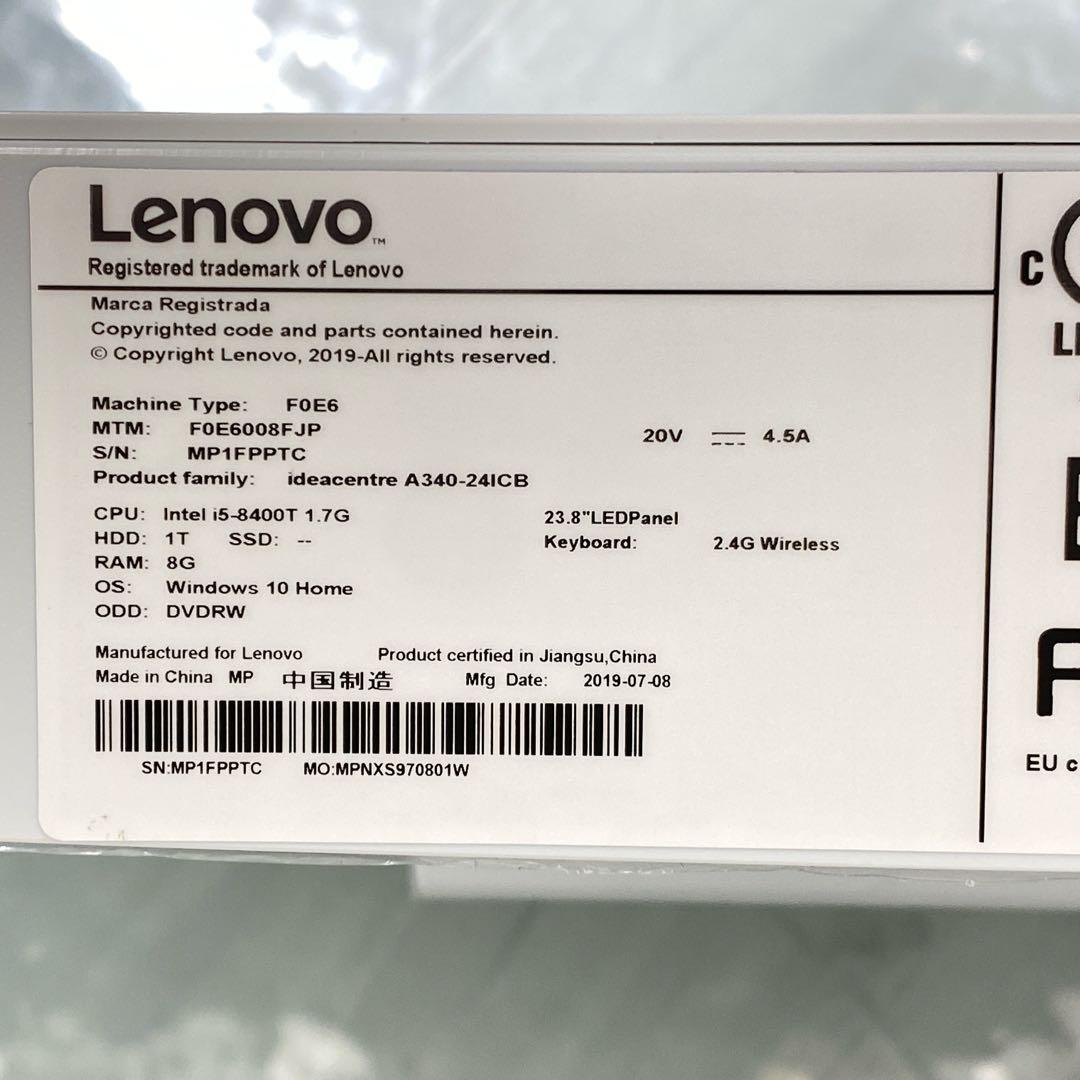 Lenovo™
Registered trademark of Lenovo
Marca Registrada
Copyrighted code and parts contained herein.
© Copyright Lenovo, 2019-All rights reserved.
Machine Type: F0E6
MTM: F0E6008FJP
S/N: MP1FPPTC
20V ⎓ 4.5A
Product family: ideacentre A340-24ICB
CPU: Intel i5-8400T 1.7G
23.8"LEDPanel
HDD: 1T SSD: --
Keyboard: 2.4G Wireless
RAM: 8G
OS: Windows 10 Home
ODD: DVDRW
Manufactured for Lenovo Product certified in Jiangsu,China
Made in China MP 中国制造 Mfg Date: 2019-07-08
SN:MP1FPPTC MO:MPNXS970801W
C
EU